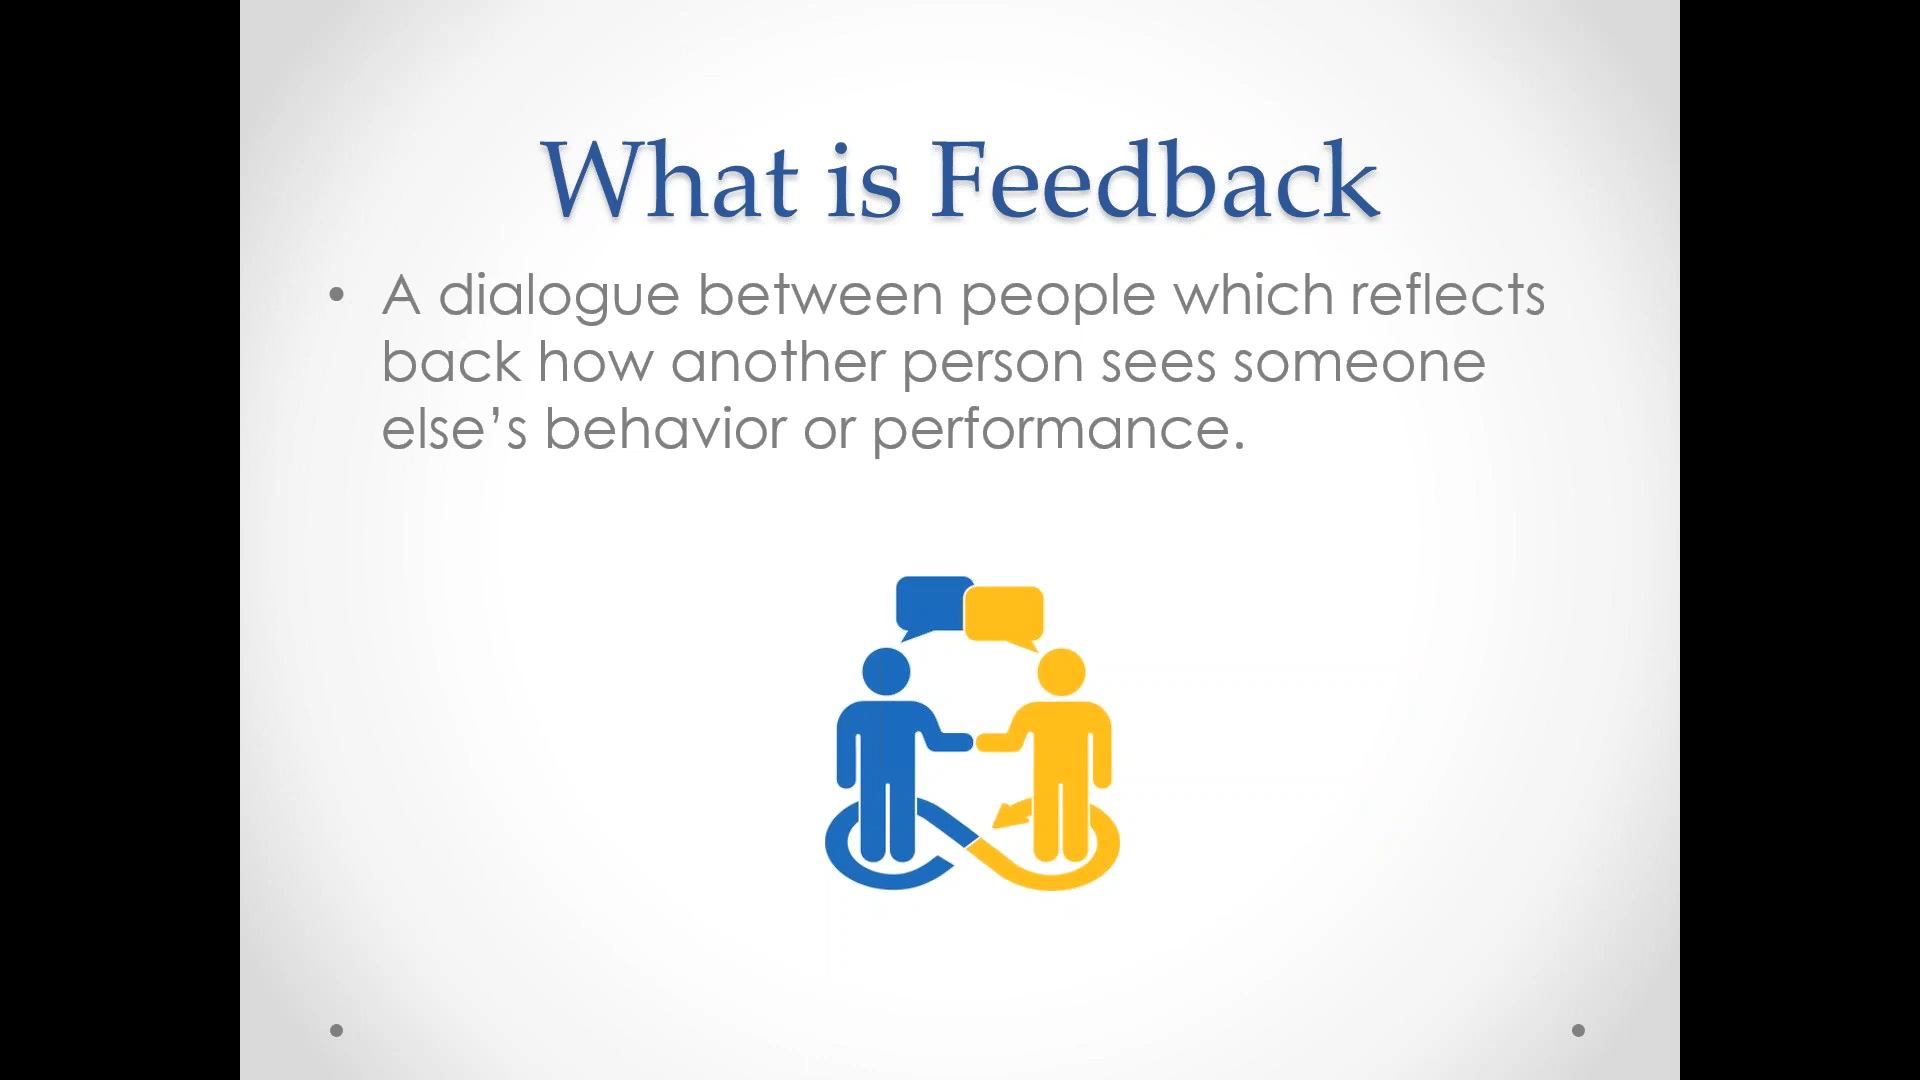 What is Feedback
• A dialogue between people which reflects
back how another person sees someone
else’s behavior or performance.